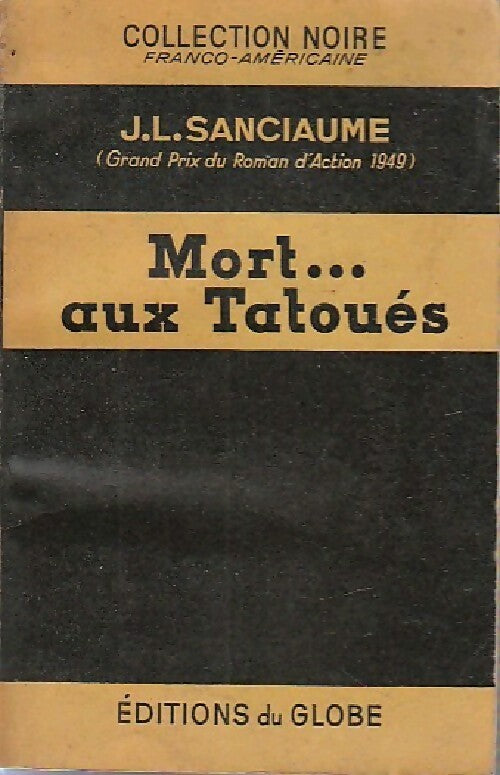 COLLECTION NOIRE
FRANCO-AMÉRICAINE
J.L.SANCIAUME
(Grand Prix du Roman d'Action 1949)
Mort...
aux Tatoués
ÉDITIONS du GLOBE